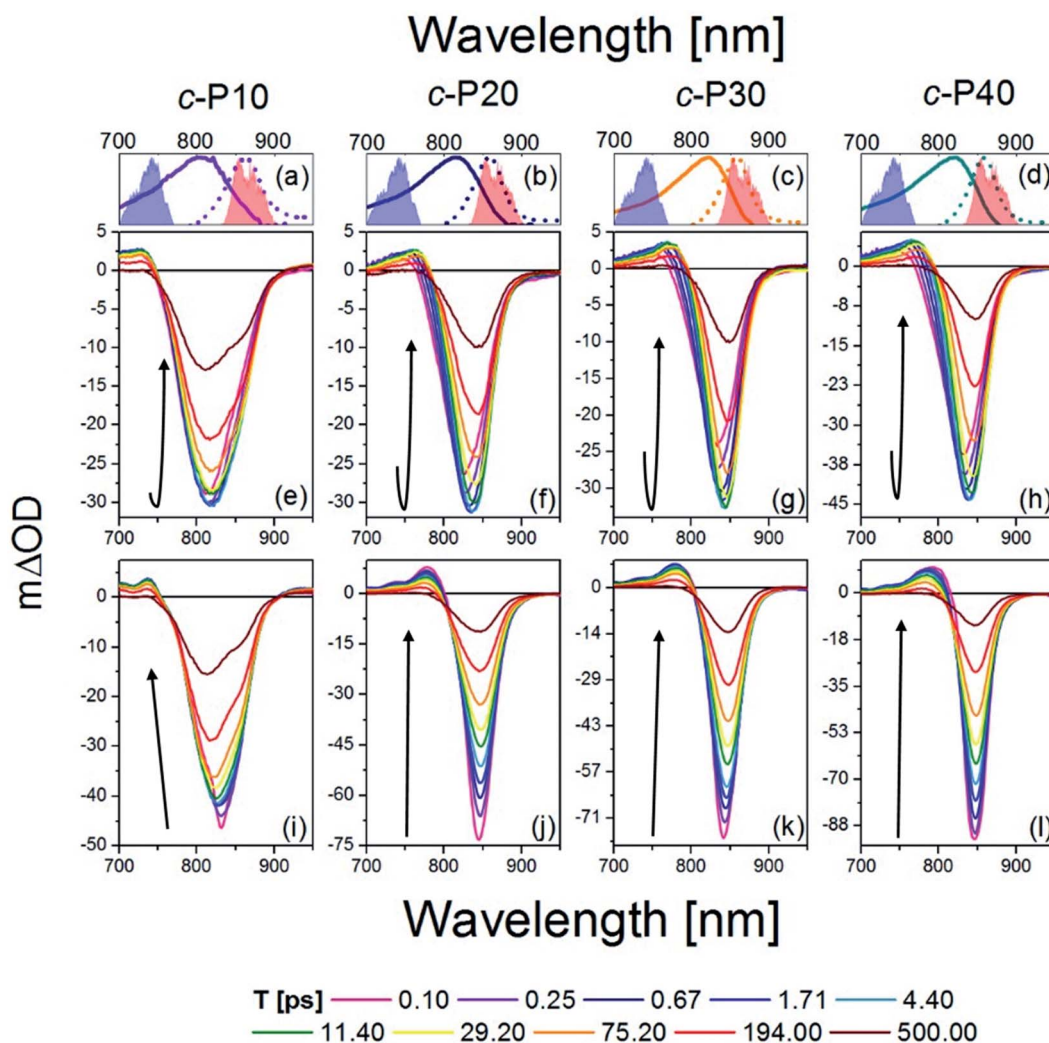 Wavelength [nm]
c-P10 c-P20 c-P30 c-P40
700 800 900 700 800 900 700 800 900 700 800 900
(a) (b) (c) (d)
5 5 5 8
0 0 0 0
-5 -5 -5 -8
-10 -10 -10 -15
-15 -15 -15 -23
-20 -20 -20 -30
-25 -25 -25 -38
-30 -30 -30 -45
(e) (f) (g) (h)
700 800 900 700 800 900 700 800 900 700 800 900
mΔOD
0 0 0 0
-10 -15 -14 -18
-20 -30 -29 -35
-30 -45 -43 -53
-40 -60 -57 -70
-50 -75 -71 -88
(i) (j) (k) (l)
700 800 900 700 800 900 700 800 900 700 800 900
Wavelength [nm]
T [ps] 0.10 0.25 0.67 1.71 4.40
11.40 29.20 75.20 194.00 500.00